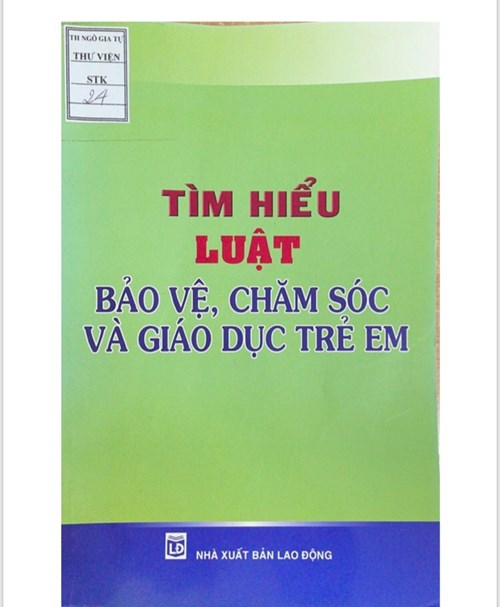 TH NGÔ GIA TỰ
THƯ VIỆN
STK
24
TÌM HIỂU
LUẬT
BẢO VỆ, CHĂM SÓC
VÀ GIÁO DỤC TRẺ EM
LĐ
NHÀ XUẤT BẢN LAO ĐỘNG